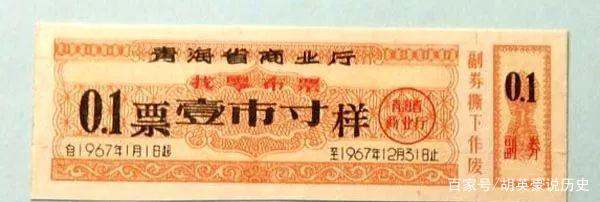 青海省商业厅
找零布票
0.1票壹市寸样
青海省
商业厅
自1967年1月1日起
至1967年12月31日止
副券撕下作废
0.1
副券
百家号/胡英豪说历史